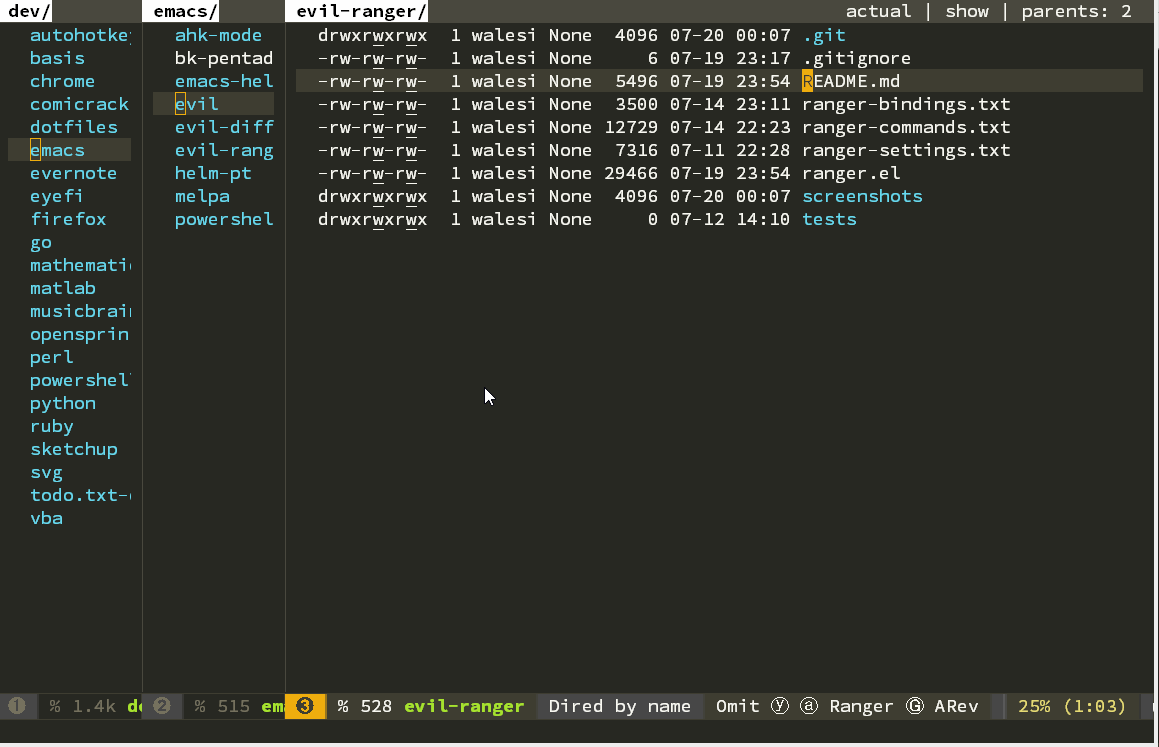 dev/
autohotke
basis
chrome
comicrack
dotfiles
emacs
evernote
eyefi
firefox
go
mathemati
matlab
musicbrai
opensprin
perl
powershel
python
ruby
sketchup
svg
todo.txt-
vba
emacs/
ahk-mode
bk-pentad
emacs-hel
evil
evil-diff
evil-rang
helm-pt
melpa
powershel
evil-ranger/ actual | show | parents: 2
drwxrwxrwx 1 walesi None 4096 07-20 00:07 .git
-rw-rw-rw- 1 walesi None 6 07-19 23:17 .gitignore
-rw-rw-rw- 1 walesi None 5496 07-19 23:54 README.md
-rw-rw-rw- 1 walesi None 3500 07-14 23:11 ranger-bindings.txt
-rw-rw-rw- 1 walesi None 12729 07-14 22:23 ranger-commands.txt
-rw-rw-rw- 1 walesi None 7316 07-11 22:28 ranger-settings.txt
-rw-rw-rw- 1 walesi None 29466 07-19 23:54 ranger.el
drwxrwxrwx 1 walesi None 4096 07-20 00:07 screenshots
drwxrwxrwx 1 walesi None 0 07-12 14:10 tests
① % 1.4k de ② % 515 ema ③ % 528 evil-ranger Dired by name Omit ⓨ ⓐ Ranger Ⓖ ARev 25% (1:03)